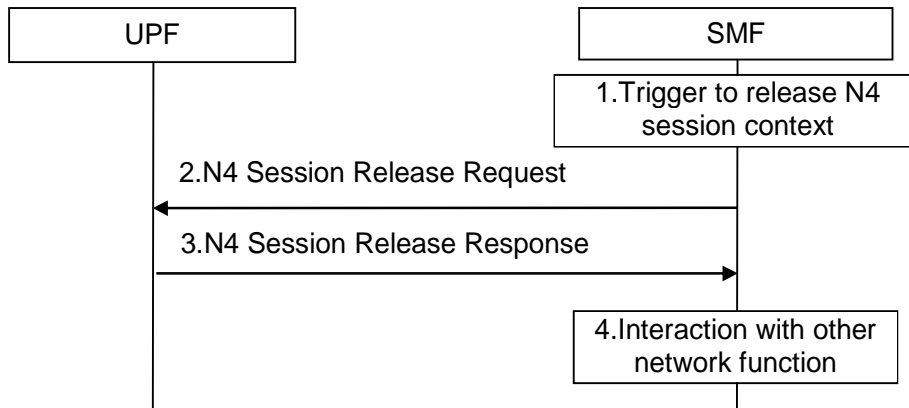 UPF
SMF
1.Trigger to release N4
session context
2.N4 Session Release Request
3.N4 Session Release Response
4.Interaction with other
network function